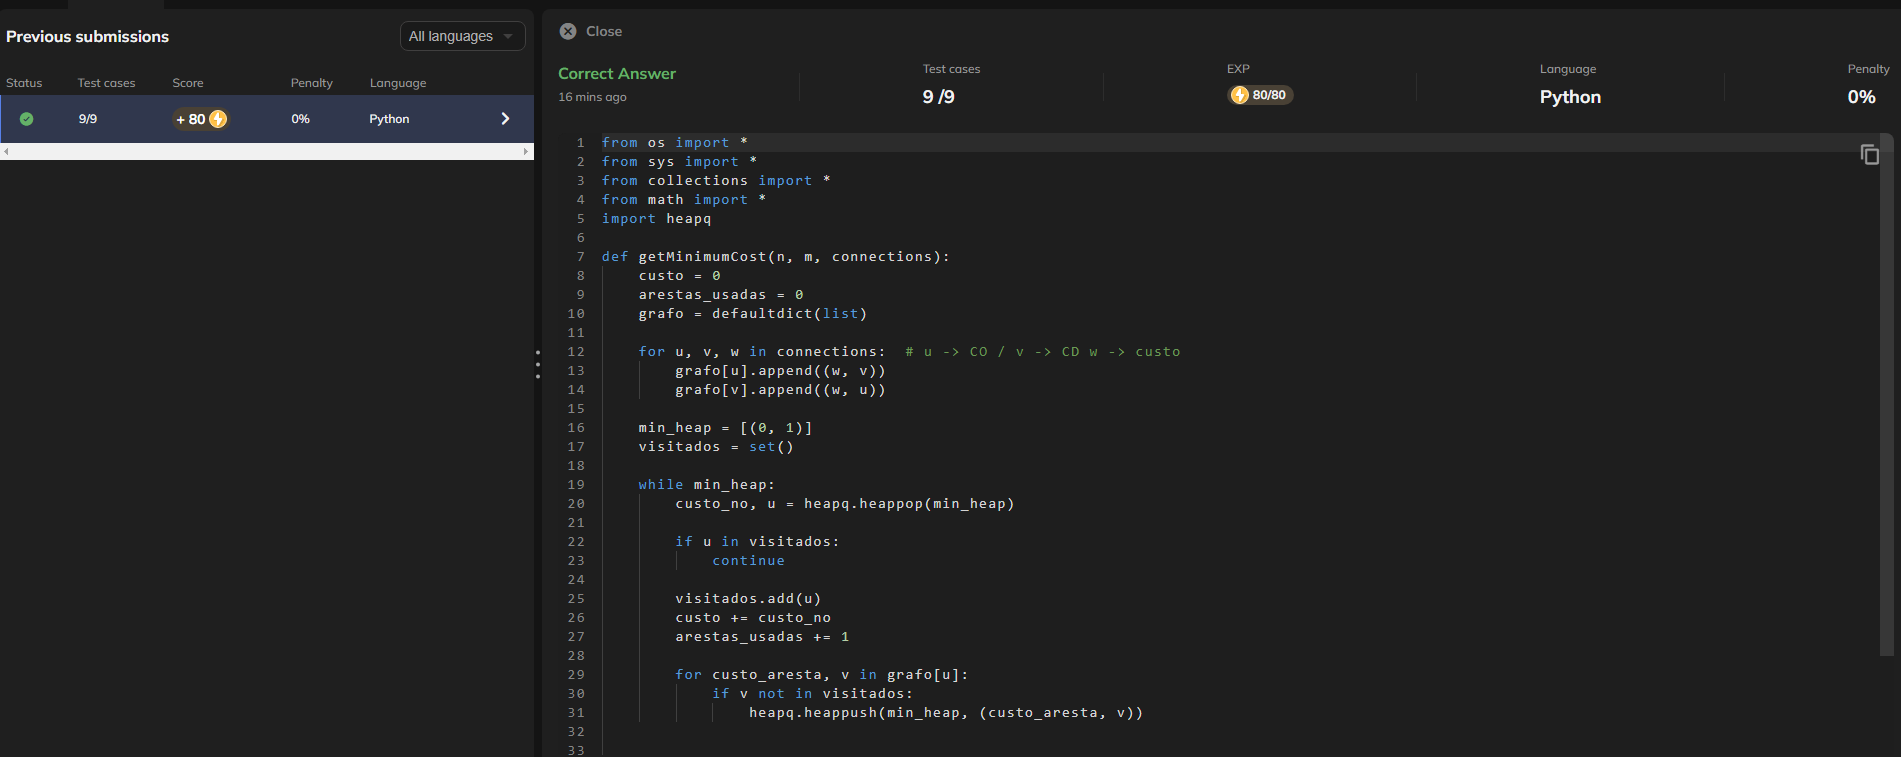 Previous submissions
All languages
Status Test cases Score Penalty Language
9/9 + 80 0% Python
Close
Correct Answer
16 mins ago
Test cases
9 /9
EXP
80/80
Language
Python
Penalty
0%
1 from os import *
2 from sys import *
3 from collections import *
4 from math import *
5 import heapq
6
7 def getMinimumCost(n, m, connections):
8 custo = 0
9 arestas_usadas = 0
10 grafo = defaultdict(list)
11
12 for u, v, w in connections: # u -> CO / v -> CD w -> custo
13 grafo[u].append((w, v))
14 grafo[v].append((w, u))
15
16 min_heap = [(0, 1)]
17 visitados = set()
18
19 while min_heap:
20 custo_no, u = heapq.heappop(min_heap)
21
22 if u in visitados:
23 continue
24
25 visitados.add(u)
26 custo += custo_no
27 arestas_usadas += 1
28
29 for custo_aresta, v in grafo[u]:
30 if v not in visitados:
31 heapq.heappush(min_heap, (custo_aresta, v))
32
33